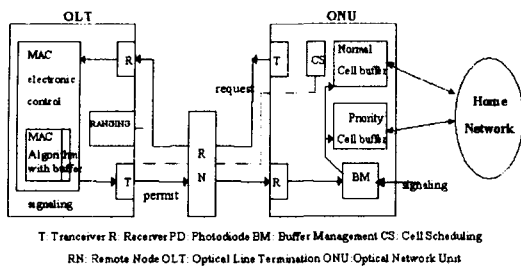 OLT
ONU
MAC
electronic
control
R
RANGING
MAC
Algorithm
with buffer
T
signaling
permit
R
N
request
T
CS
Normal
Cell buffer
Priority
Cell buffer
R
BM
signaling
Home
Network
T: Tranceiver R: Receiver PD: Photodiode BM: Buffer Management CS: Cell Scheduling
RN: Remote Node OLT: Optical Line Termination ONU:Optical Network Unit